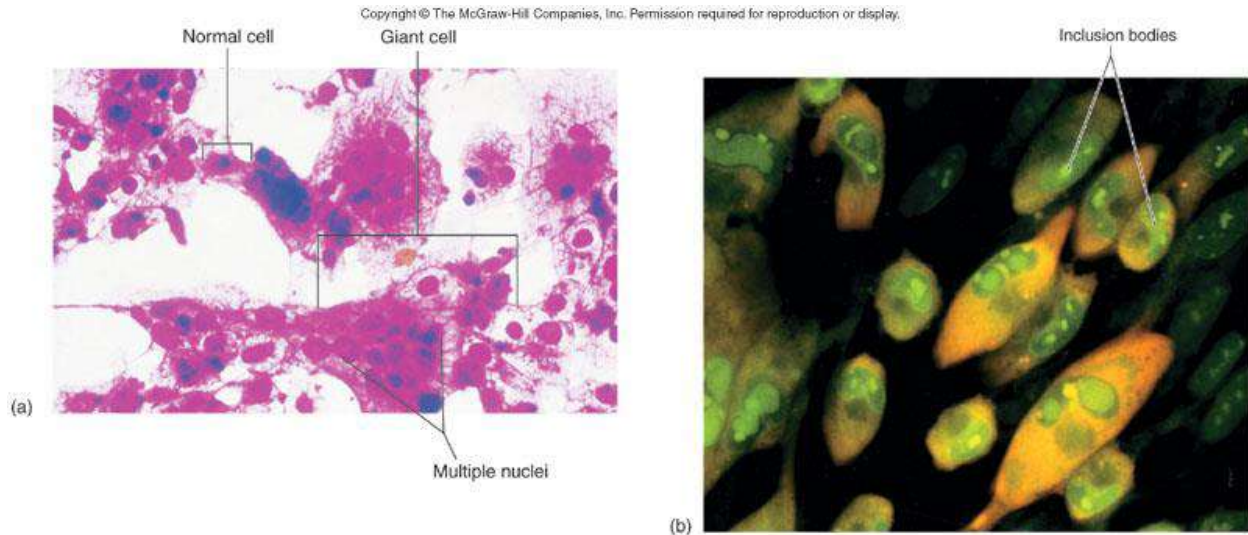 Copyright © The McGraw-Hill Companies, Inc. Permission required for reproduction or display.
Normal cell
Giant cell
Inclusion bodies
(a)
Multiple nuclei
(b)